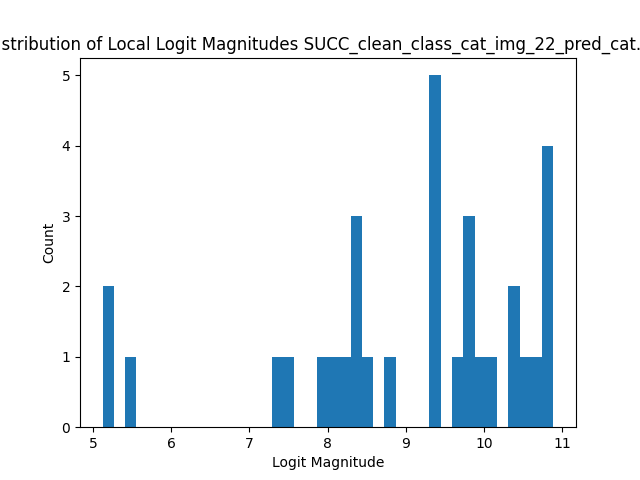 stribution of Local Logit Magnitudes SUCC_clean_class_cat_img_22_pred_cat.
5
4
3
2
1
0
Count
5 6 7 8 9 10 11
Logit Magnitude